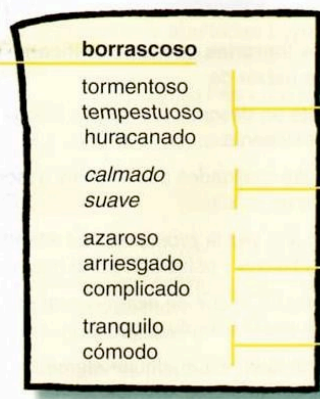 borrascoso
tormentoso
tempestuoso
huracanado
calmado
suave
azaroso
arriesgado
complicado
tranquilo
cómodo